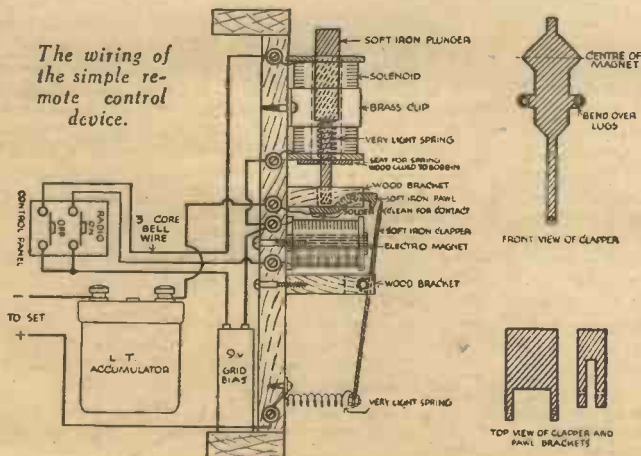 The wiring of
the simple re-
mote control
device.
SOFT IRON PLUNGER
SOLENOID
BRASS CLIP
VERY LIGHT SPRING
SEAT FOR SPRING
WOOD GLUED TO BOBBIN
WOOD BRACKET
SOFT IRON PAWL
SOLDER
CLEAN FOR CONTACT
SOFT IRON CLAPPER
ELECTRO MAGNET
WOOD BRACKET
VERY LIGHT SPRING
CONTROL PANEL
RADIO
ON
OFF
3 CORE
BELL
WIRE
-
TO SET
+
L.T.
ACCUMULATOR
9v
GRID
BIAS
CENTRE OF
MAGNET
BEND OVER
LUGS
FRONT VIEW OF CLAPPER
TOP VIEW OF CLAPPER AND
PAWL BRACKETS